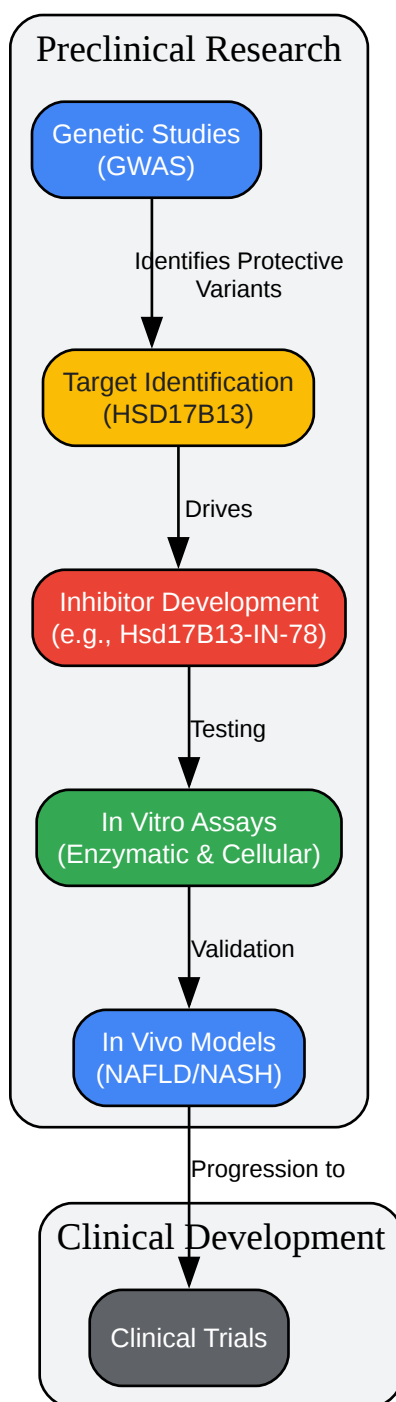 Preclinical Research
Genetic Studies
(GWAS)
Identifies Protective
Variants
Target Identification
(HSD17B13)
Drives
Inhibitor Development
(e.g., Hsd17B13-IN-78)
Testing
In Vitro Assays
(Enzymatic & Cellular)
Validation
In Vivo Models
(NAFLD/NASH)
Progression to
Clinical Development
Clinical Trials